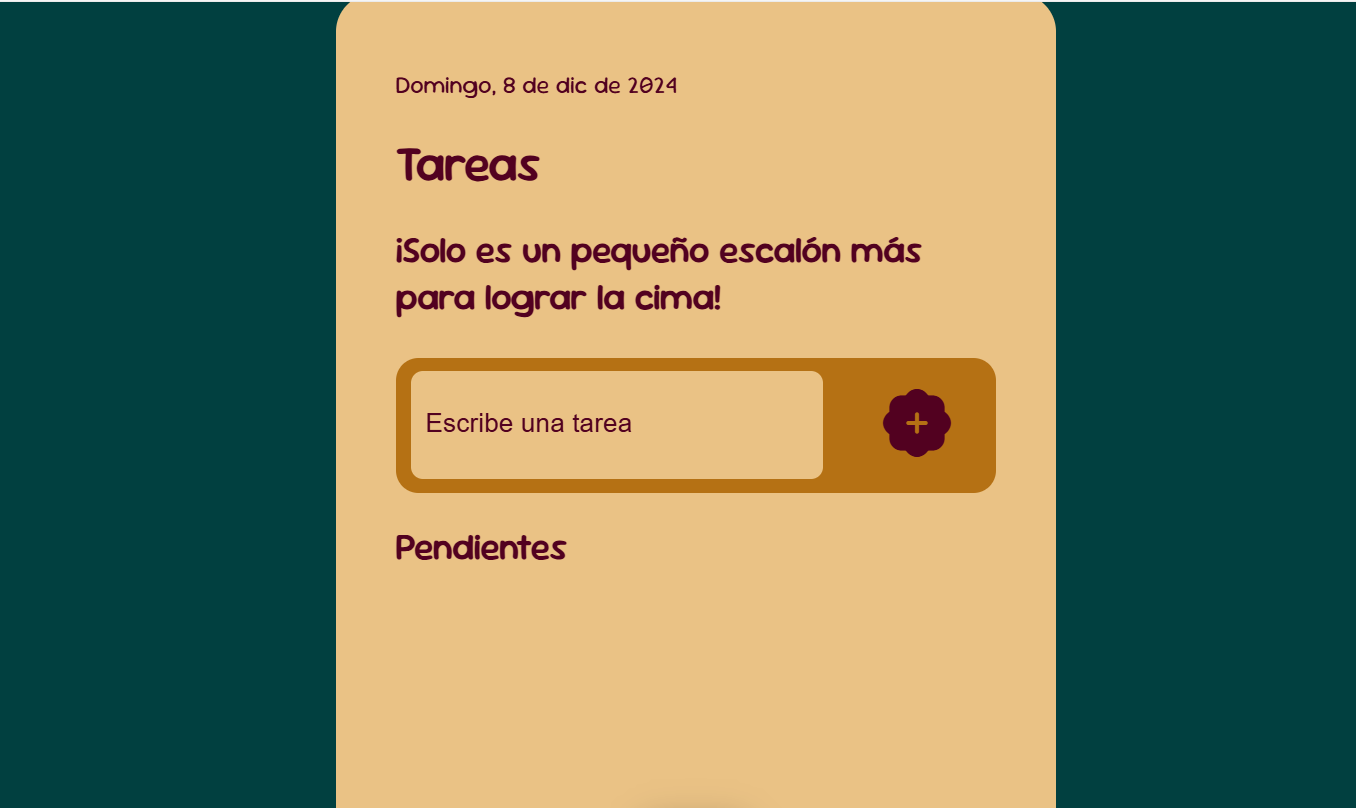 Domingo, 8 de dic de 2024
Tareas
¡Solo es un pequeño escalón más
para lograr la cima!
Escribe una tarea
+
Pendientes